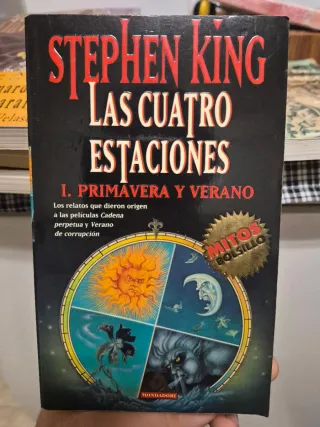 STEPHEN KING
LAS CUATRO
ESTACIONES
I. PRIMAVERA Y VERANO
Los relatos que dieron origen
a las películas Cadena
perpetua y Verano
de corrupción
MITOS
BOLSILLO
MONDADORI